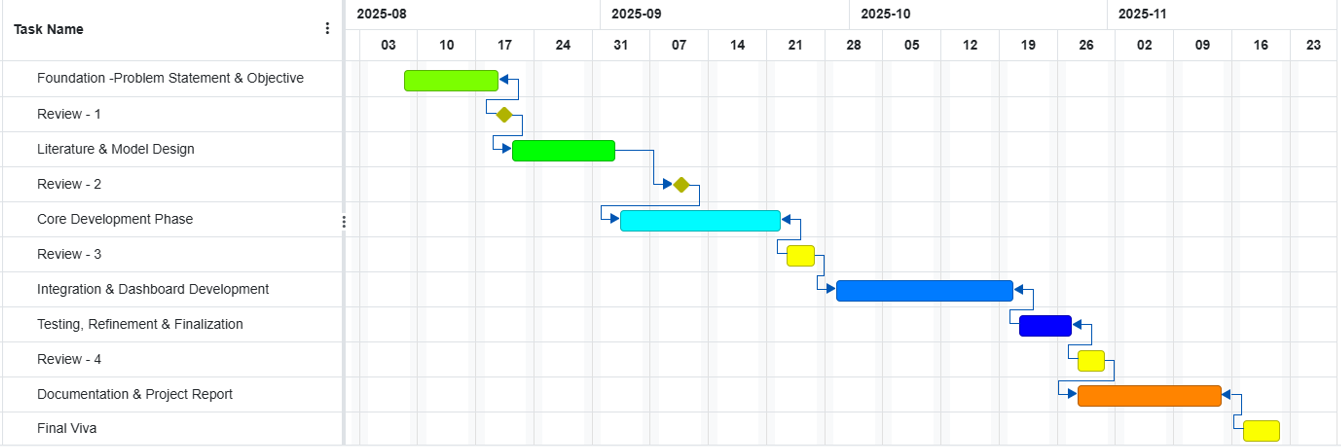 Task Name
2025-08 2025-09 2025-10 2025-11
03 10 17 24 31 07 14 21 28 05 12 19 26 02 09 16 23
Foundation -Problem Statement & Objective
Review - 1
Literature & Model Design
Review - 2
Core Development Phase
Review - 3
Integration & Dashboard Development
Testing, Refinement & Finalization
Review - 4
Documentation & Project Report
Final Viva